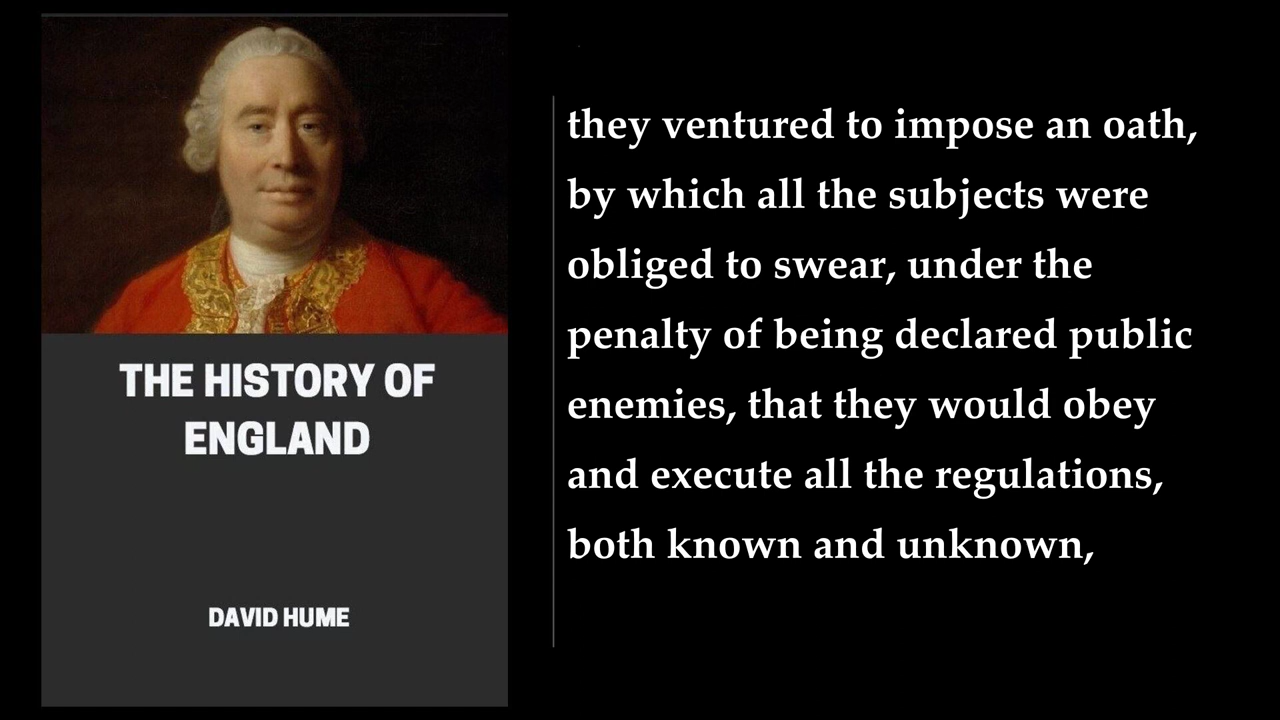 THE HISTORY OF
ENGLAND
DAVID HUME
they ventured to impose an oath,
by which all the subjects were
obliged to swear, under the
penalty of being declared public
enemies, that they would obey
and execute all the regulations,
both known and unknown,